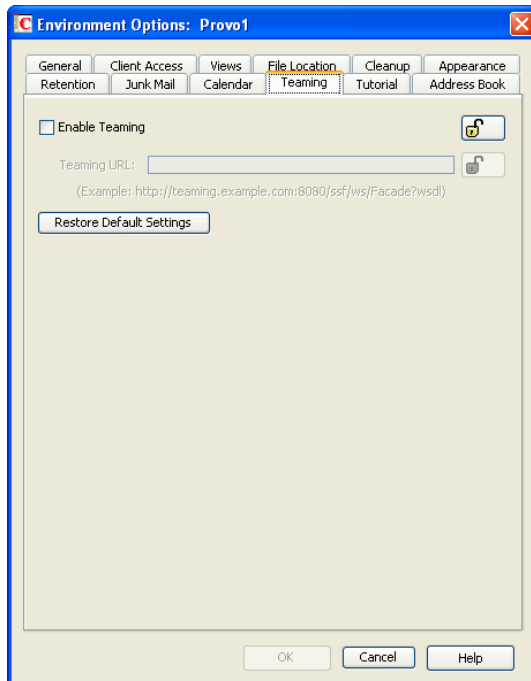 Environment Options: Provo1
General Client Access Views File Location Cleanup Appearance
Retention Junk Mail Calendar Teaming Tutorial Address Book
Enable Teaming
Teaming URL:
(Example: http://teaming.example.com:8080/ssf/ws/Facade?wsdl)
Restore Default Settings
OK Cancel Help